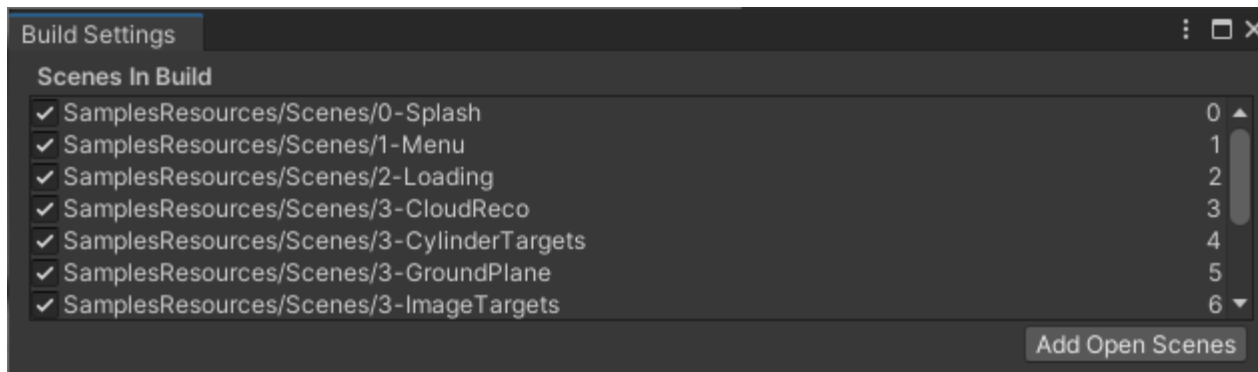 Build Settings
Scenes In Build
SamplesResources/Scenes/0-Splash 0
SamplesResources/Scenes/1-Menu 1
SamplesResources/Scenes/2-Loading 2
SamplesResources/Scenes/3-CloudReco 3
SamplesResources/Scenes/3-CylinderTargets 4
SamplesResources/Scenes/3-GroundPlane 5
SamplesResources/Scenes/3-ImageTargets 6
Add Open Scenes